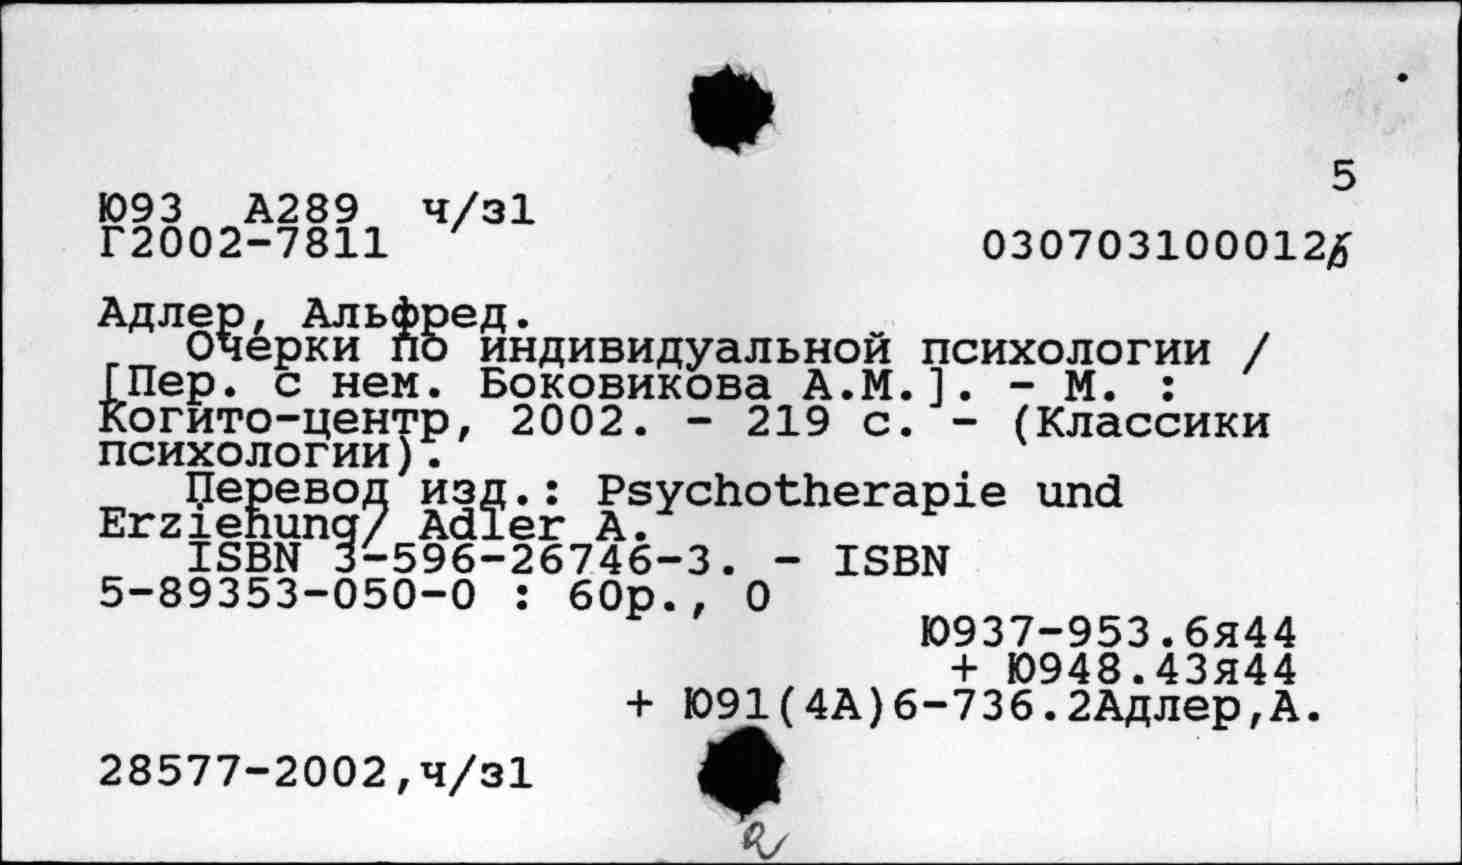 5
Ю93 А289 ч/з1
Г2002-7811
030703100012
Адлер, Альфред.
Очерки по индивидуальной психологии /
[Пер. с нем. Боковикова А.М.]. - М. :
Когито-центр, 2002. - 219 с. - (Классики
психологии).
Перевод изд.: Psychotherapie und
Erziehung/ Adler A.
ISBN 3-596-26746-3. - ISBN
5-89353-050-0 : 60р., 0
Ю937-953.6я44
+ Ю948.43я44
+ Ю91(4А)6-736.2Адлер,А.
28577-2002,ч/з1